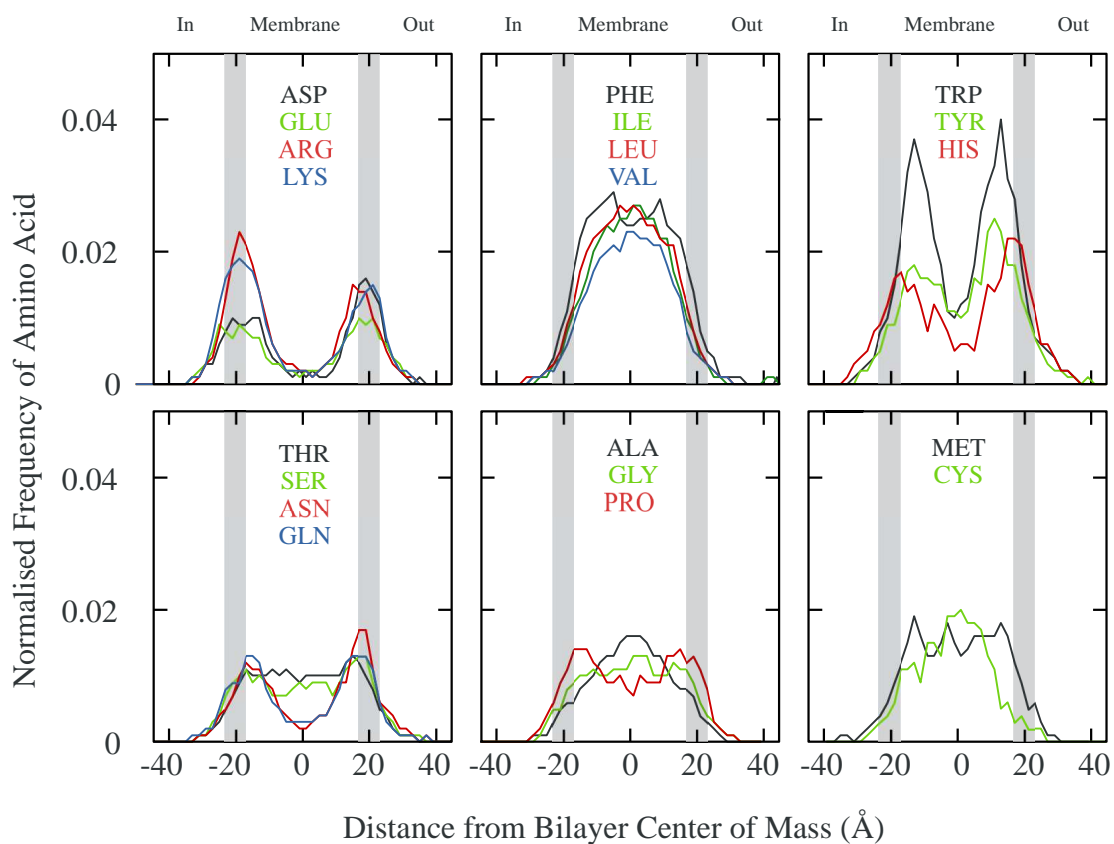 In Membrane Out In Membrane Out In Membrane Out
Normalised Frequency of Amino Acid
0.04
0.02
0
ASP
GLU
ARG
LYS
PHE
ILE
LEU
VAL
TRP
TYR
HIS
0.04
0.02
0
THR
SER
ASN
GLN
ALA
GLY
PRO
MET
CYS
-40 -20 0 20 40 -40 -20 0 20 40 -40 -20 0 20 40
Distance from Bilayer Center of Mass (Å)